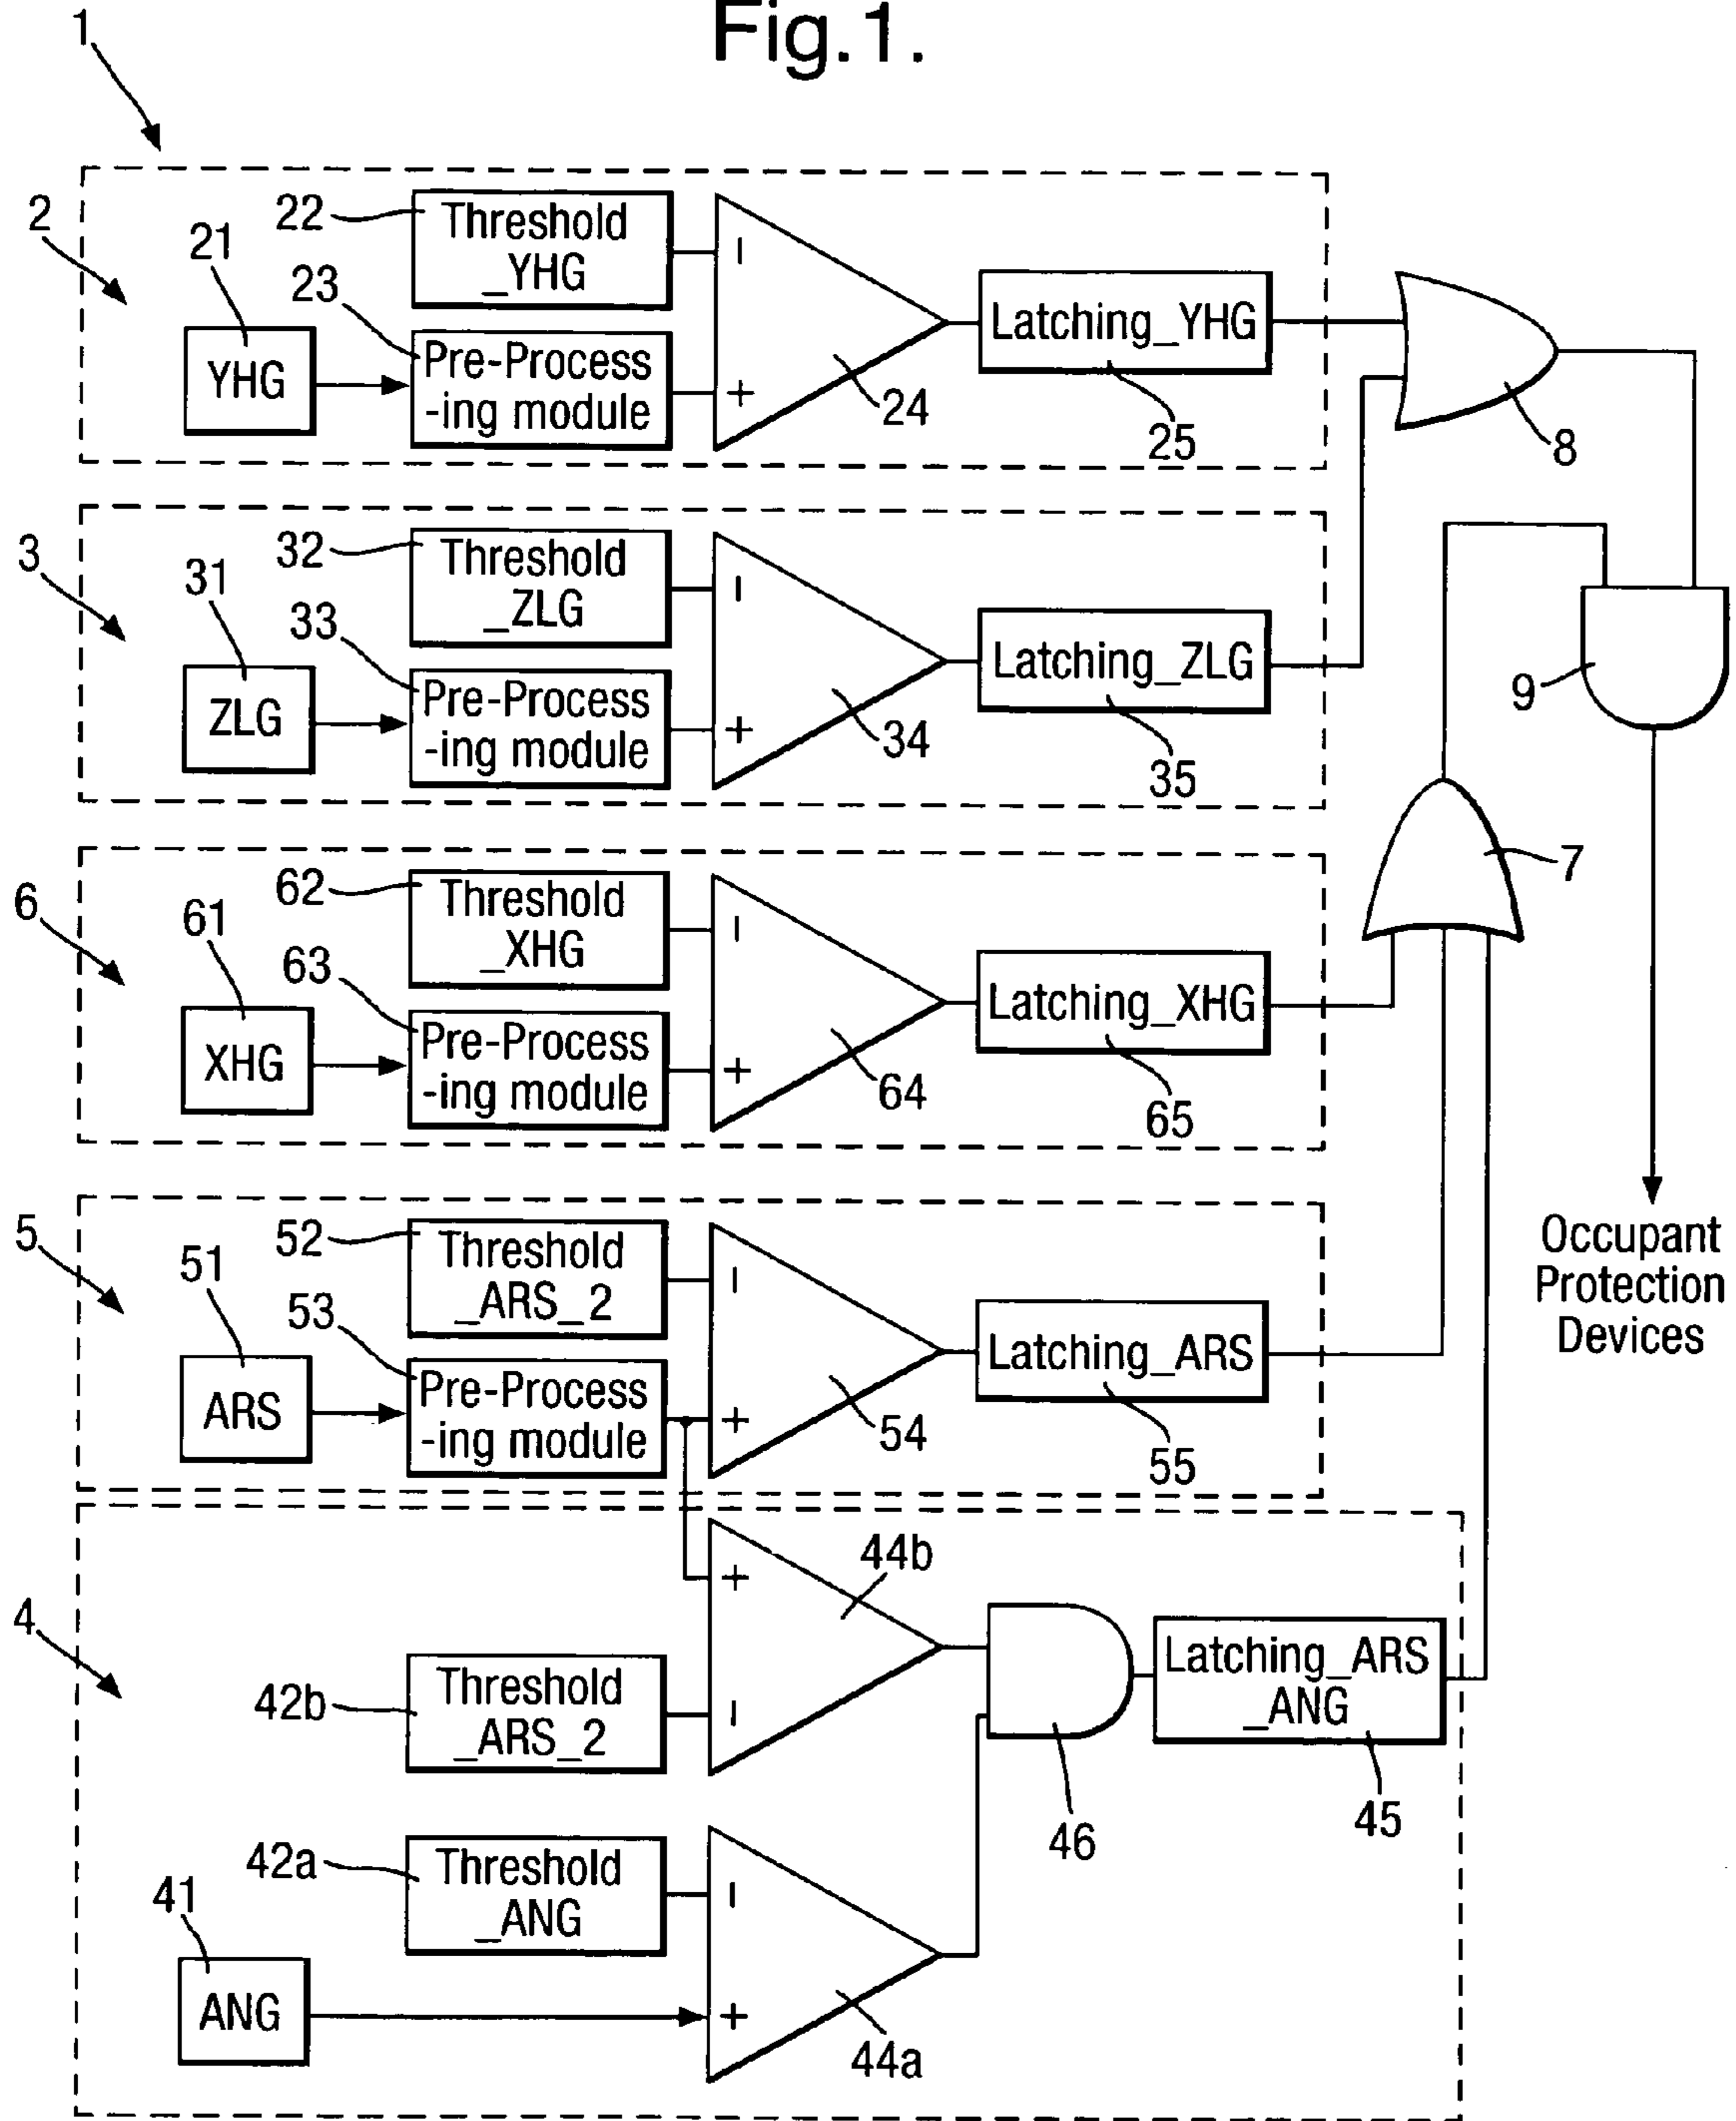 Fig.1.
1
2
22
Threshold
_YHG
21
23
YHG
Pre-Process
-ing module
24
Latching_YHG
25
8
3
32
Threshold
_ZLG
31
33
ZLG
Pre-Process
-ing module
34
Latching_ZLG
35
9
6
62
Threshold
_XHG
61
63
XHG
Pre-Process
-ing module
64
Latching_XHG
65
7
5
52
Threshold
_ARS_2
51
53
ARS
Pre-Process
-ing module
54
Latching_ARS
55
Occupant
Protection
Devices
4
44b
42b
Threshold
_ARS_2
46
Latching_ARS
_ANG
45
42a
Threshold
_ANG
41
ANG
44a